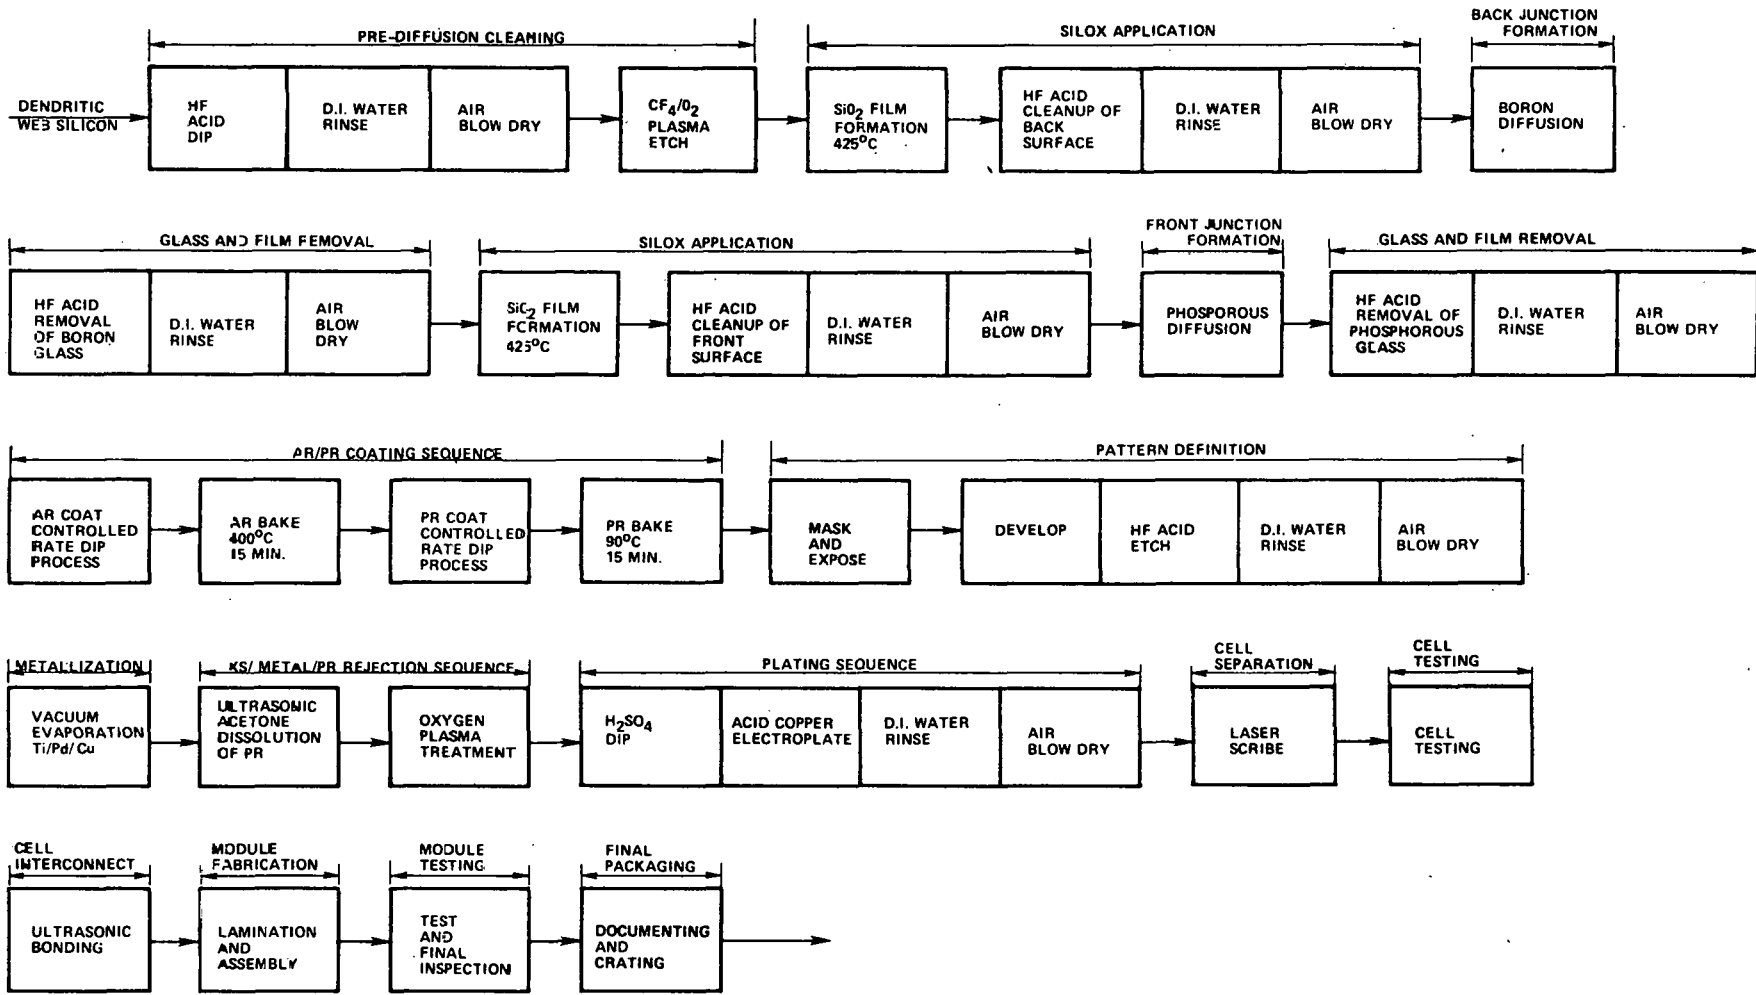 PRE-DIFFUSION CLEANING
SILOX APPLICATION
BACK JUNCTION
FORMATION
DENDRITIC
WEB SILICON
HF
ACID
DIP
D.I. WATER
RINSE
AIR
BLOW DRY
CF4/O2
PLASMA
ETCH
SiO2 FILM
FORMATION
425°C
HF ACID
CLEANUP OF
BACK
SURFACE
D.I. WATER
RINSE
AIR
BLOW DRY
BORON
DIFFUSION
GLASS AND FILM REMOVAL
SILOX APPLICATION
FRONT JUNCTION
FORMATION
GLASS AND FILM REMOVAL
HF ACID
REMOVAL
OF BORON
GLASS
D.I. WATER
RINSE
AIR
BLOW
DRY
SiO2 FILM
FORMATION
425°C
HF ACID
CLEANUP OF
FRONT
SURFACE
D.I. WATER
RINSE
AIR
BLOW DRY
PHOSPOROUS
DIFFUSION
HF ACID
REMOVAL OF
PHOSPHOROUS
GLASS
D.I. WATER
RINSE
AIR
BLOW DRY
AR/PR COATING SEQUENCE
PATTERN DEFINITION
AR COAT
CONTROLLED
RATE DIP
PROCESS
AR BAKE
400°C
15 MIN.
PR COAT
CONTROLLED
RATE DIP
PROCESS
PR BAKE
90°C
15 MIN.
MASK
AND
EXPOSE
DEVELOP
HF ACID
ETCH
D.I. WATER
RINSE
AIR
BLOW DRY
METALLIZATION
KS/ METAL/PR REJECTION SEQUENCE
PLATING SEQUENCE
CELL
SEPARATION
CELL
TESTING
VACUUM
EVAPORATION
Ti/Pd/Cu
ULTRASONIC
ACETONE
DISSOLUTION
OF PR
OXYGEN
PLASMA
TREATMENT
H2SO4
DIP
ACID COPPER
ELECTROPLATE
D.I. WATER
RINSE
AIR
BLOW DRY
LASER
SCRIBE
CELL
TESTING
CELL
INTERCONNECT
MODULE
FABRICATION
MODULE
TESTING
FINAL
PACKAGING
ULTRASONIC
BONDING
LAMINATION
AND
ASSEMBLY
TEST
AND
FINAL
INSPECTION
DOCUMENTING
AND
CRATING